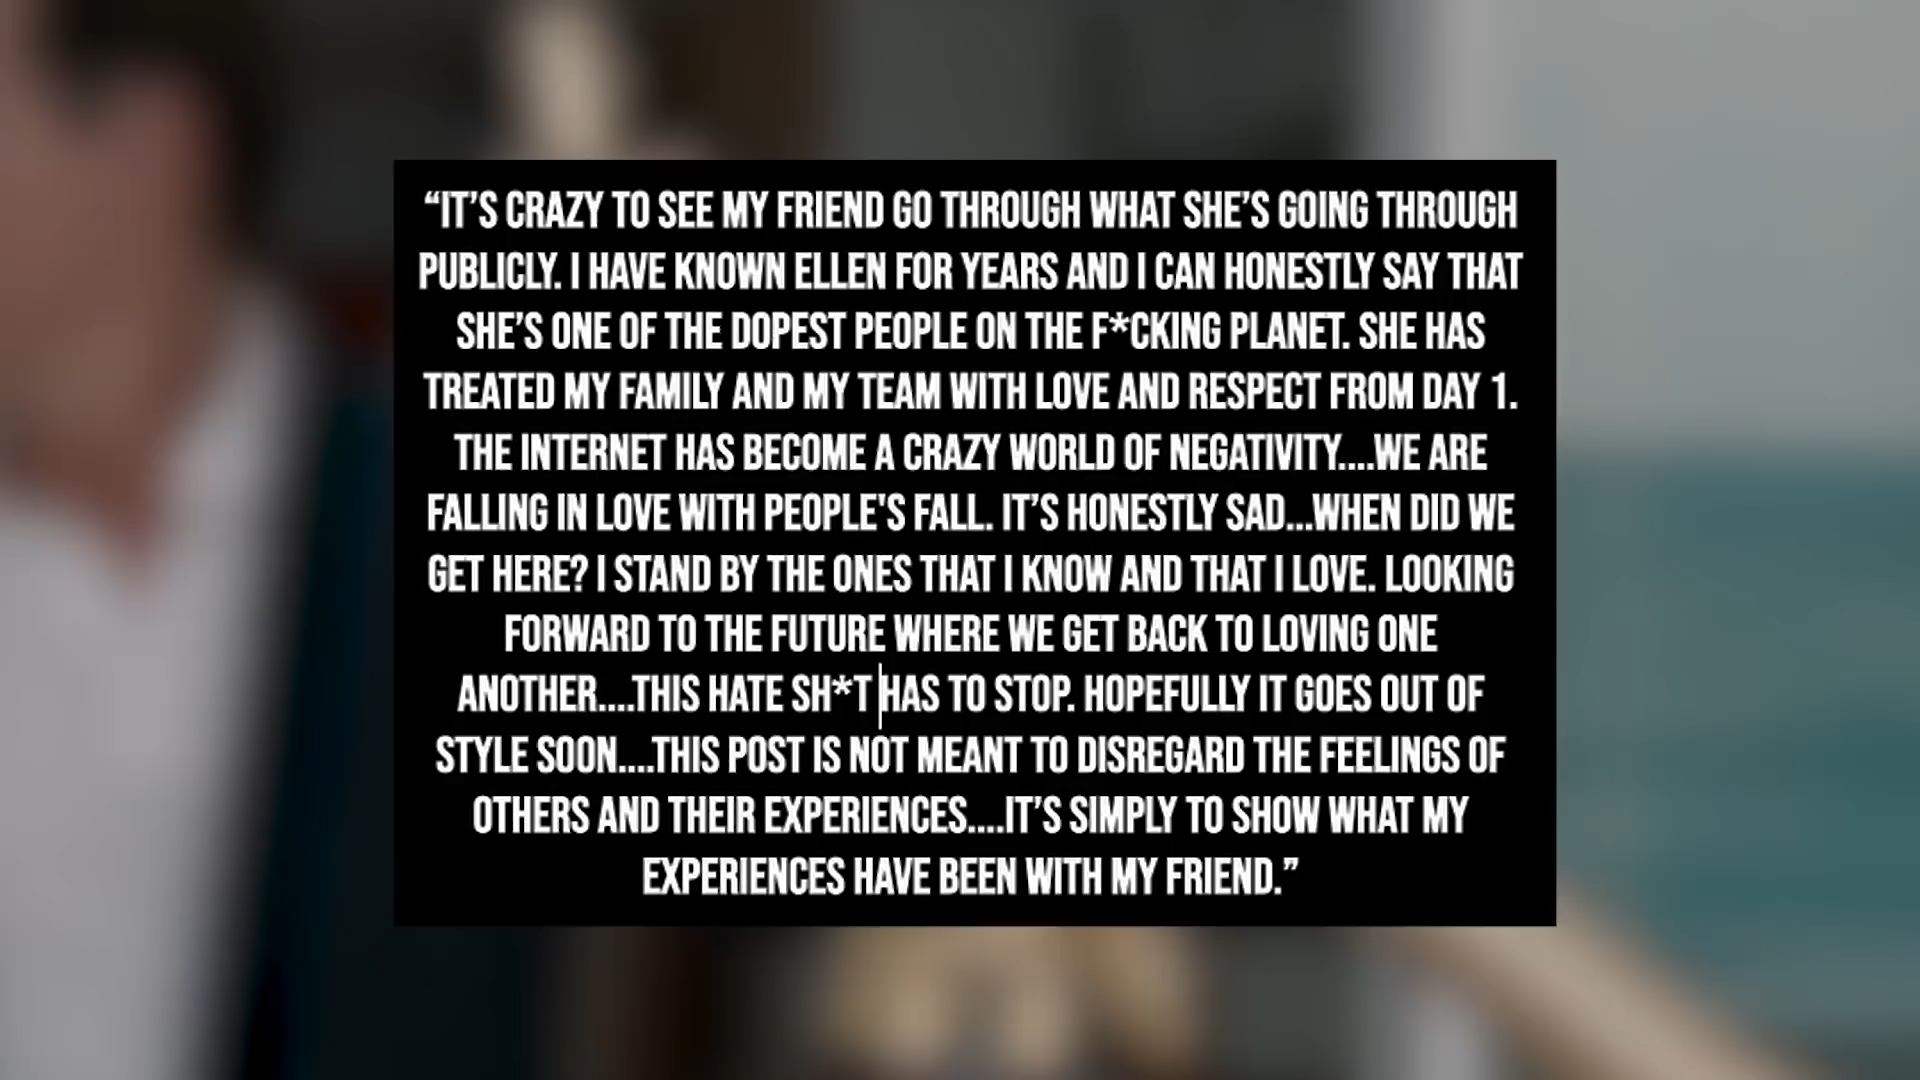 “IT’S CRAZY TO SEE MY FRIEND GO THROUGH WHAT SHE’S GOING THROUGH
PUBLICLY. I HAVE KNOWN ELLEN FOR YEARS AND I CAN HONESTLY SAY THAT
SHE’S ONE OF THE DOPEST PEOPLE ON THE F*CKING PLANET. SHE HAS
TREATED MY FAMILY AND MY TEAM WITH LOVE AND RESPECT FROM DAY 1.
THE INTERNET HAS BECOME A CRAZY WORLD OF NEGATIVITY....WE ARE
FALLING IN LOVE WITH PEOPLE'S FALL. IT’S HONESTLY SAD...WHEN DID WE
GET HERE? I STAND BY THE ONES THAT I KNOW AND THAT I LOVE. LOOKING
FORWARD TO THE FUTURE WHERE WE GET BACK TO LOVING ONE
ANOTHER....THIS HATE SH*T HAS TO STOP. HOPEFULLY IT GOES OUT OF
STYLE SOON....THIS POST IS NOT MEANT TO DISREGARD THE FEELINGS OF
OTHERS AND THEIR EXPERIENCES....IT’S SIMPLY TO SHOW WHAT MY
EXPERIENCES HAVE BEEN WITH MY FRIEND.”